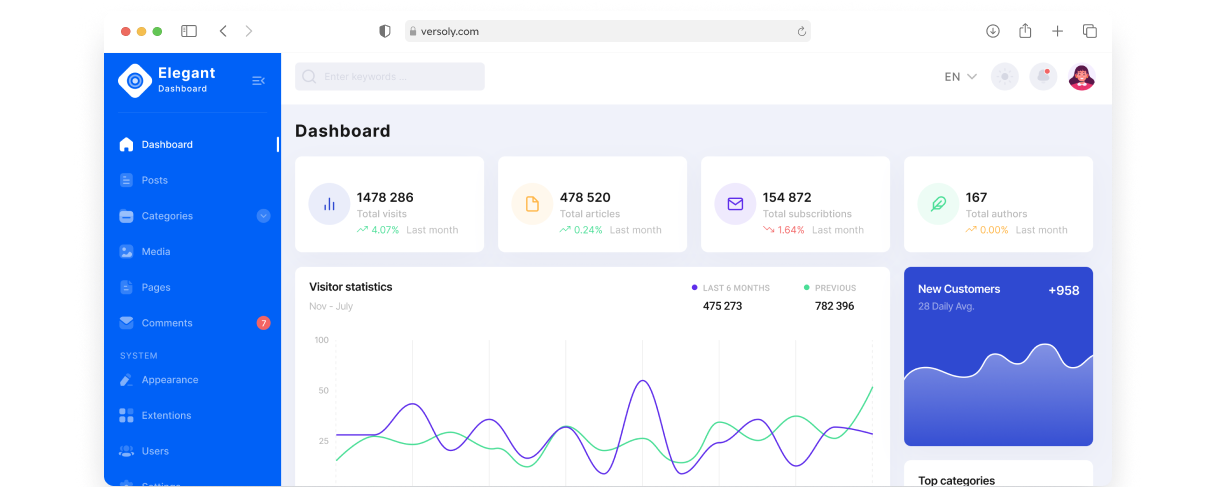 versoly.com
Elegant
Dashboard
Enter keywords ...
EN
Dashboard
Posts
Categories
Media
Pages
Comments
7
SYSTEM
Appearance
Extentions
Users
Settings
Dashboard
1478 286
Total visits
4.07% Last month
478 520
Total articles
0.24% Last month
154 872
Total subscribtions
1.64% Last month
167
Total authors
0.00% Last month
Visitor statistics
Nov - July
LAST 6 MONTHS
475 273
PREVIOUS
782 396
100
50
25
New Customers
+958
28 Daily Avg.
Top categories